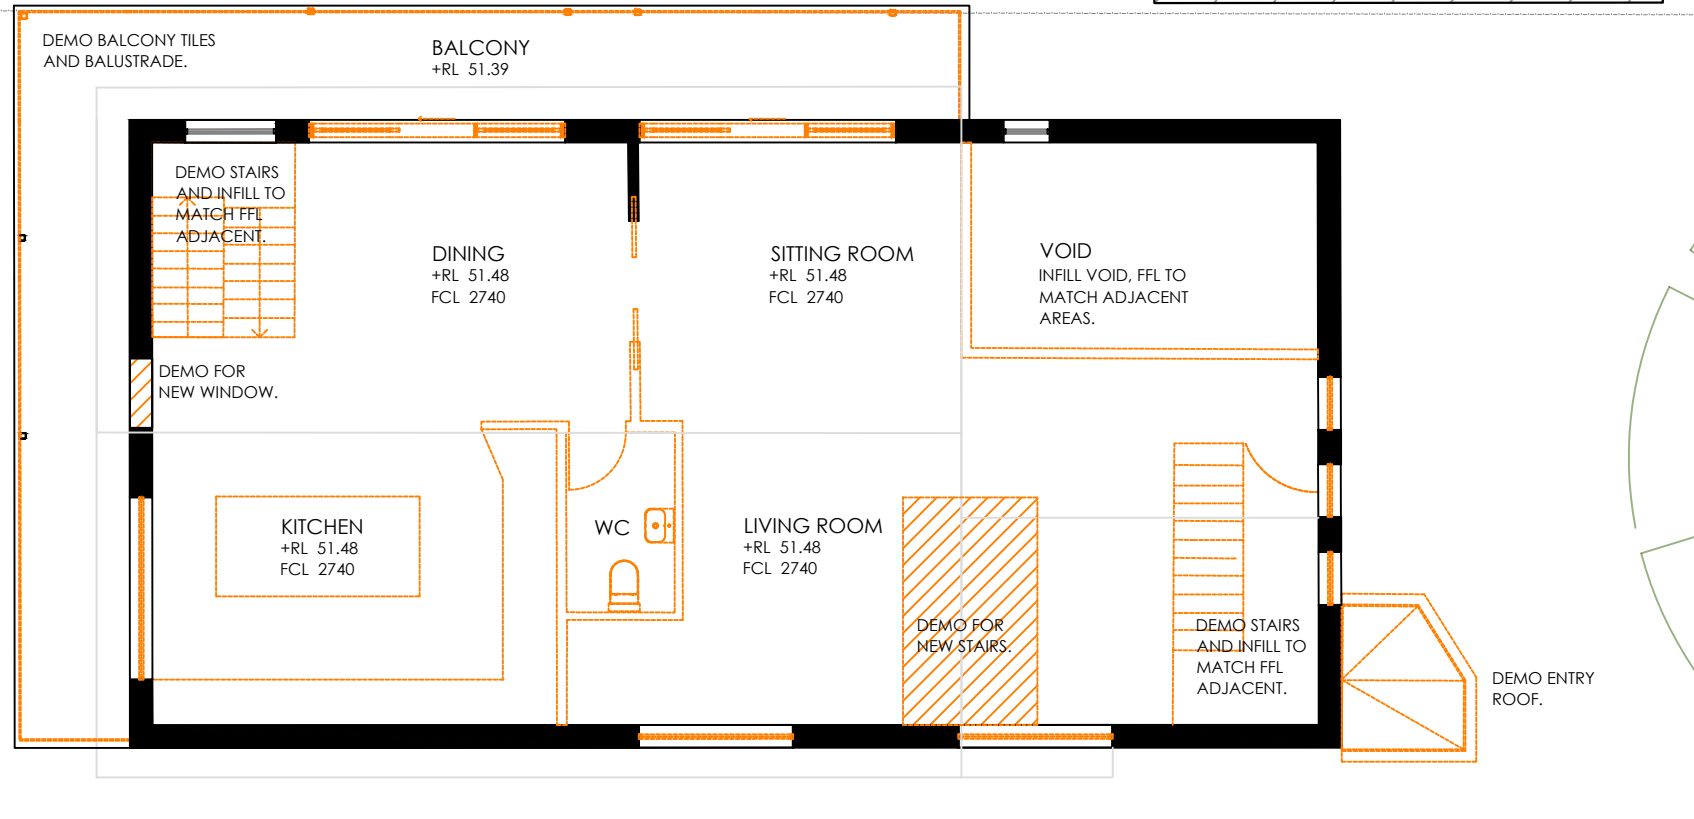 DEMO BALCONY TILES
AND BALUSTRADE.
BALCONY
+RL 51.39
DEMO STAIRS
AND INFILL TO
MATCH FFL
ADJACENT.
DINING
+RL 51.48
FCL 2740
SITTING ROOM
+RL 51.48
FCL 2740
VOID
INFILL VOID, FFL TO
MATCH ADJACENT
AREAS.
DEMO FOR
NEW WINDOW.
KITCHEN
+RL 51.48
FCL 2740
WC
LIVING ROOM
+RL 51.48
FCL 2740
DEMO FOR
NEW STAIRS.
DEMO STAIRS
AND INFILL TO
MATCH FFL
ADJACENT.
DEMO ENTRY
ROOF.